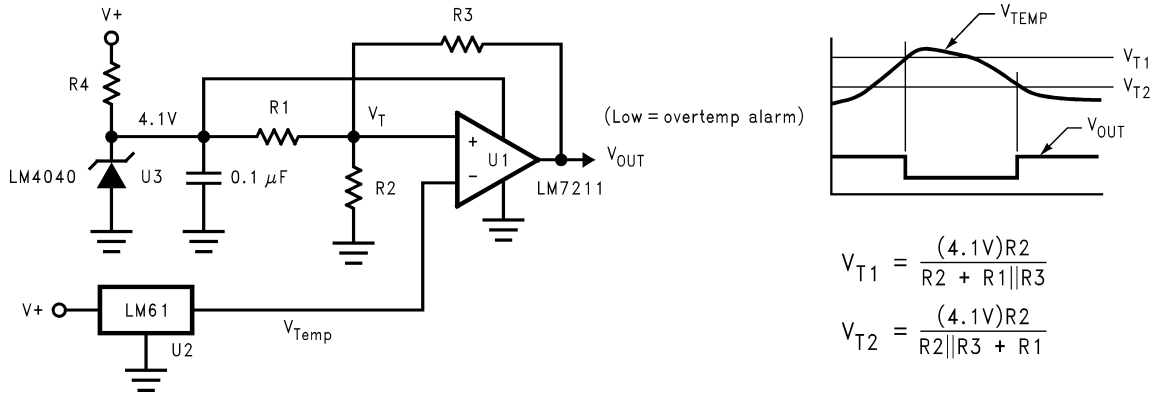 V+
R4
4.1V
LM4040
U3
0.1 μF
R1
R3
V_T
R2
+
−
U1
LM7211
(Low = overtemp alarm)
V_OUT
V+
LM61
U2
V_Temp
V_TEMP
V_T1
V_T2
V_OUT
V_T1 = (4.1V)R2 / R2 + R1||R3
V_T2 = (4.1V)R2 / R2||R3 + R1